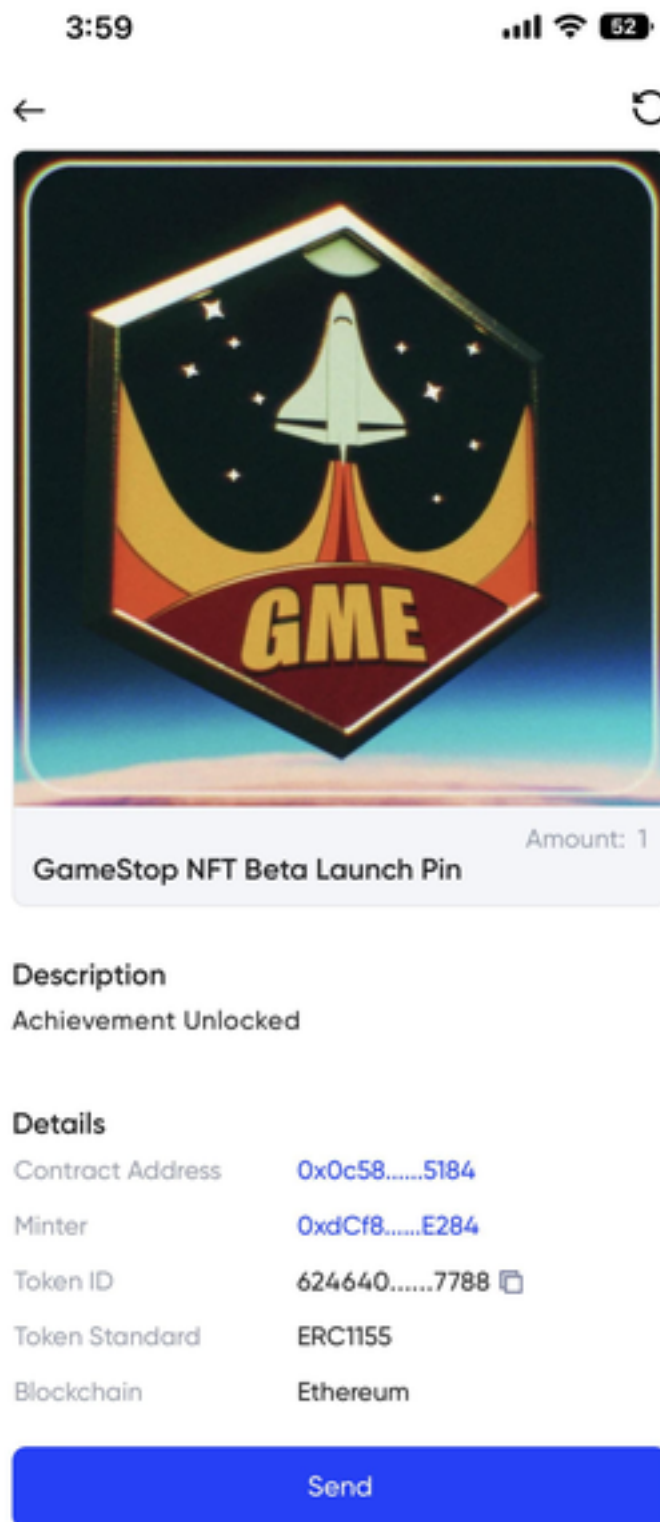 3:59
52
GME
Amount: 1
GameStop NFT Beta Launch Pin
Description
Achievement Unlocked
Details
Contract Address 0x0c58......5184
Minter 0xdCf8......E284
Token ID 624640......7788
Token Standard ERC1155
Blockchain Ethereum
Send